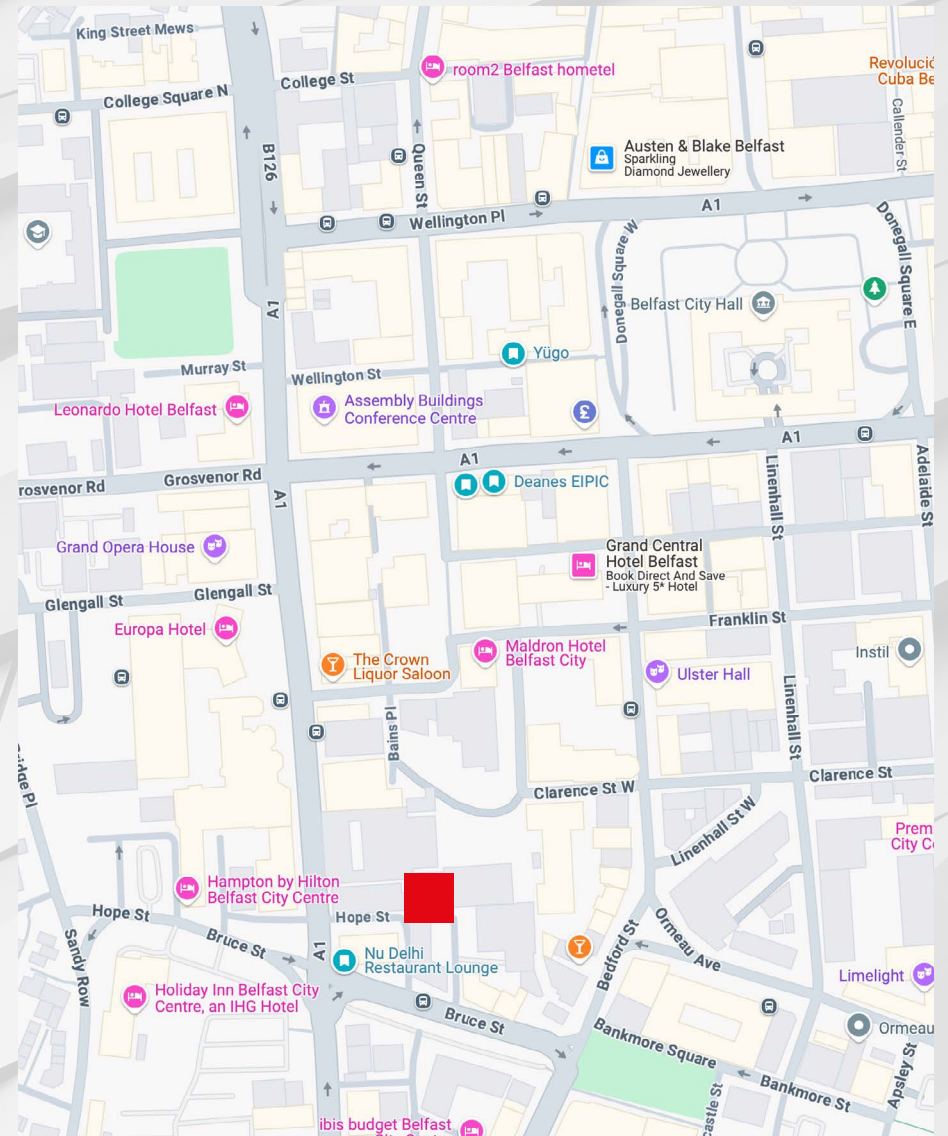 King Street Mews
College St
room2 Belfast hometel
College Square N
B126
Queen St
Callender St
Austen & Blake Belfast
Sparkling
Diamond Jewellery
Wellington Pl
A1
Donegall Square W
Donegall Square E
Belfast City Hall
A1
Yügo
Murray St
Wellington St
Leonardo Hotel Belfast
Assembly Buildings
Conference Centre
£
A1
A1
Grosvenor Rd
rosvenor Rd
A1
Deanes EIPIC
Linenhall St
Adelaide St
Grand Opera House
Grand Central
Hotel Belfast
Book Direct And Save
- Luxury 5* Hotel
Glengall St
Glengall St
Europa Hotel
Franklin St
Maldron Hotel
Belfast City
Instil
The Crown
Liquor Saloon
Ulster Hall
Bains Pl
Linenhall St
Clarence St
Clarence St W
Linenhall St W
Hampton by Hilton
Belfast City Centre
Hope St
Hope St
Bruce St
A1
Sandy Row
Nu Delhi
Restaurant Lounge
Bedford St
Ormeau Ave
Limelight
Holiday Inn Belfast City
Centre, an IHG Hotel
Bruce St
Bankmore Square
Ormeau
Bankmore St
Apsley St
ibis budget Belfast